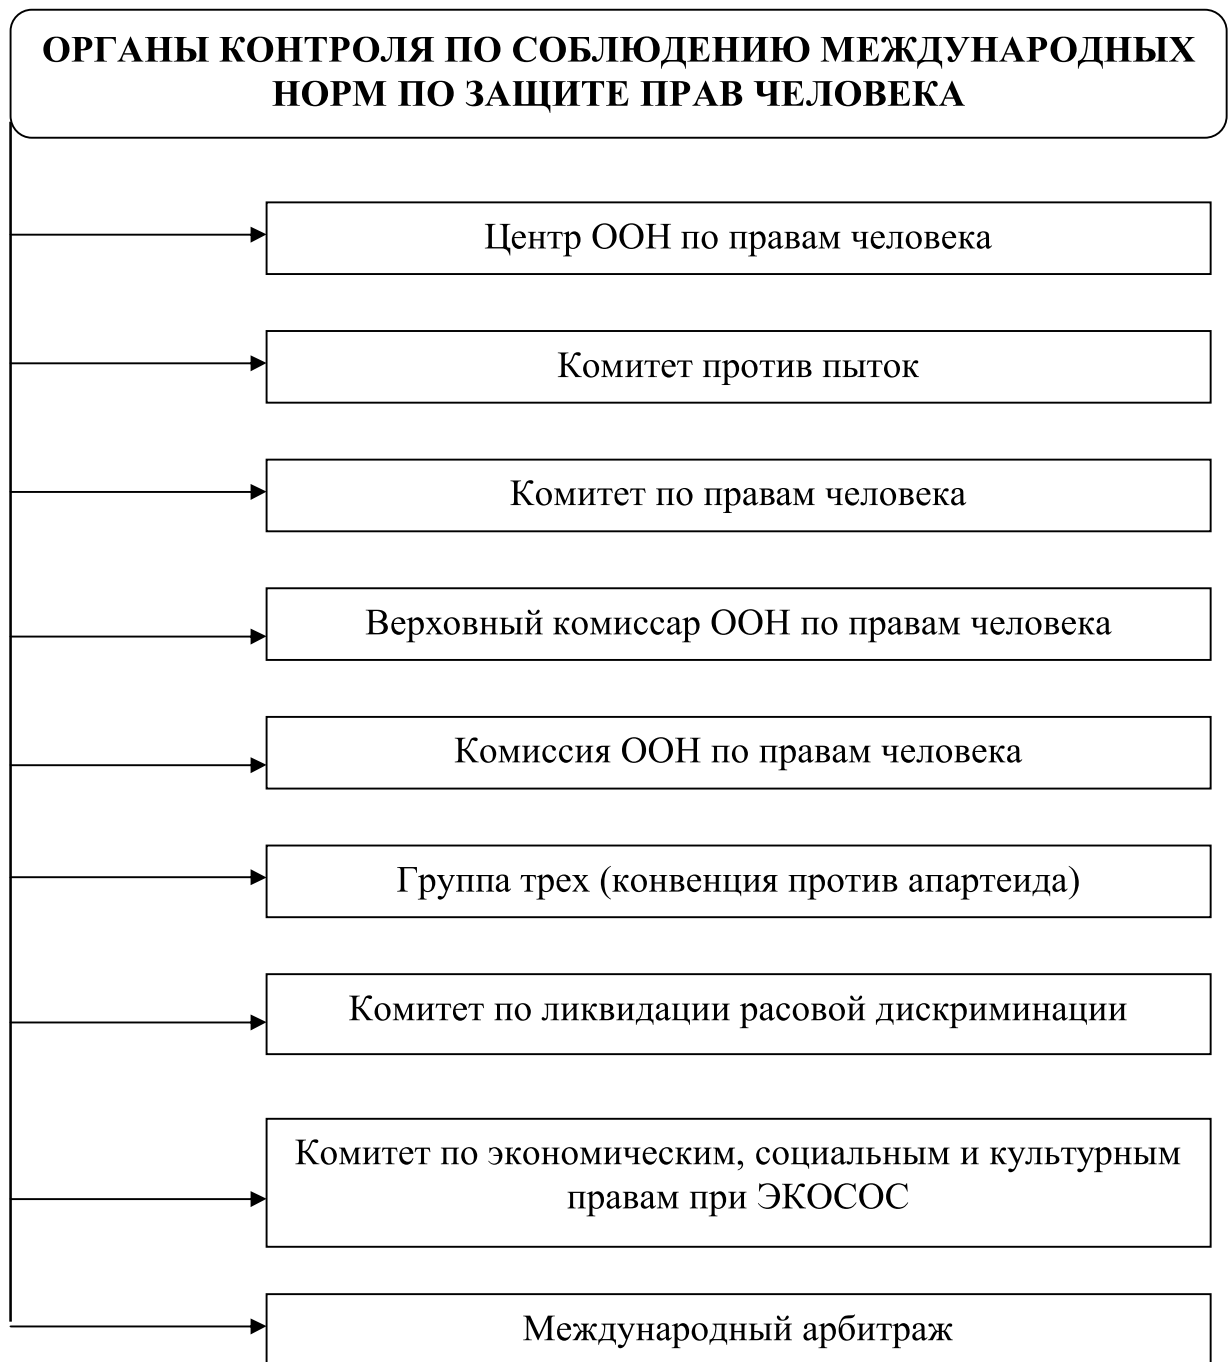 ОРГАНЫ КОНТРОЛЯ ПО СОБЛЮДЕНИЮ МЕЖДУНАРОДНЫХ
НОРМ ПО ЗАЩИТЕ ПРАВ ЧЕЛОВЕКА
Центр ООН по правам человека
Комитет против пыток
Комитет по правам человека
Верховный комиссар ООН по правам человека
Комиссия ООН по правам человека
Группа трех (конвенция против апартеида)
Комитет по ликвидации расовой дискриминации
Комитет по экономическим, социальным и культурным
правам при ЭКОСОС
Международный арбитраж